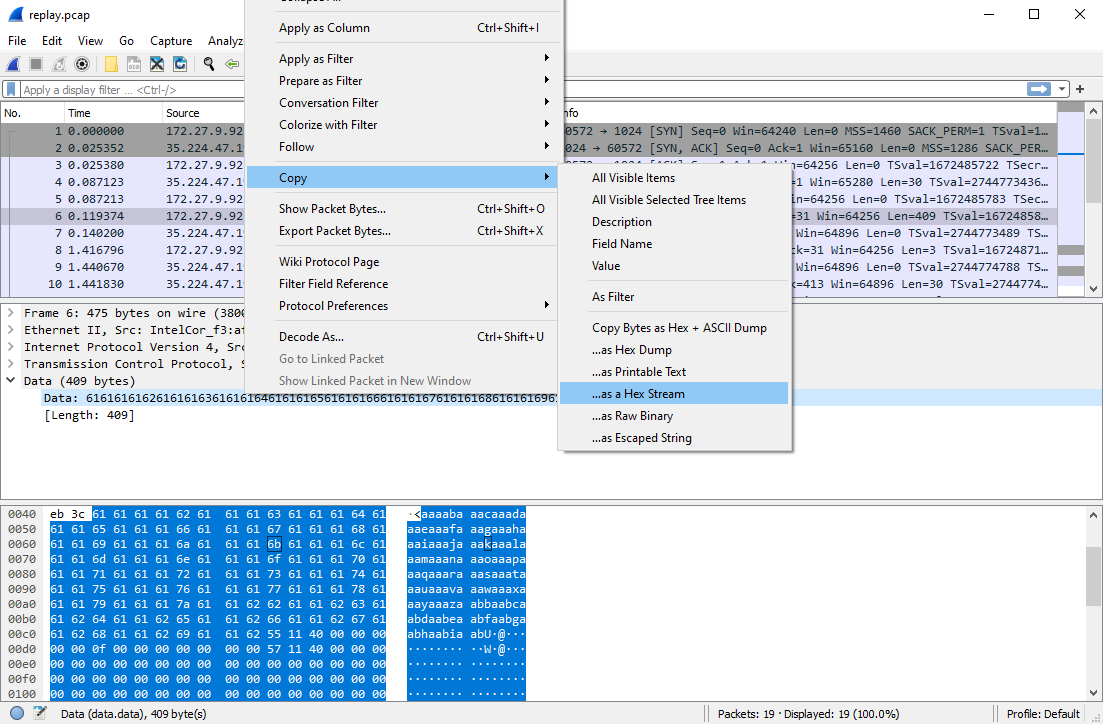 replay.pcap
File Edit View Go Capture Analyz
Apply a display filter ... <Ctrl-/>
Apply as Column Ctrl+Shift+I
Apply as Filter
Prepare as Filter
Conversation Filter
Colorize with Filter
Follow
Copy
Show Packet Bytes... Ctrl+Shift+O
Export Packet Bytes... Ctrl+Shift+X
Wiki Protocol Page
Filter Field Reference
Protocol Preferences
Decode As... Ctrl+Shift+U
Go to Linked Packet
Show Linked Packet in New Window
All Visible Items
All Visible Selected Tree Items
Description
Field Name
Value
As Filter
Copy Bytes as Hex + ASCII Dump
...as Hex Dump
...as Printable Text
...as a Hex Stream
...as Raw Binary
...as Escaped String
No. Time Source nfo
1 0.000000 172.27.9.92 60572 → 1024 [SYN] Seq=0 Win=64240 Len=0 MSS=1460 SACK_PERM=1 TSval=1…
2 0.025352 35.224.47.1 1024 → 60572 [SYN, ACK] Seq=0 Ack=1 Win=65160 Len=0 MSS=1286 SACK_PER…
3 0.025380 172.27.9.92 Win=64256 Len=0 TSval=1672485722 TSecr…
4 0.087123 35.224.47.1 =1 Win=65280 Len=30 TSval=2744773436…
5 0.087213 172.27.9.92 Win=64256 Len=0 TSval=1672485783 TSec…
6 0.119374 172.27.9.92 =31 Win=64256 Len=409 TSval=16724858…
7 0.140200 35.224.47.1 Win=64896 Len=0 TSval=2744773489 TS…
8 1.416796 172.27.9.92 k=31 Win=64256 Len=3 TSval=16724871…
9 1.440670 35.224.47.1 Win=64896 Len=0 TSval=2744774788 TS…
10 1.441830 35.224.47.1 k=413 Win=64896 Len=30 TSval=2744774…
Frame 6: 475 bytes on wire (3800
Ethernet II, Src: IntelCor_f3:a
Internet Protocol Version 4, Src
Transmission Control Protocol, S
Data (409 bytes)
Data: 6161616162616161636161616461616165616161666161616761616168616161696
[Length: 409]
0040 eb 3c 61 61 61 61 62 61 61 61 63 61 61 61 64 61 ·<aaaaba aacaaada
0050 61 61 65 61 61 61 66 61 61 61 67 61 61 61 68 61 aaeaaafa aagaaaha
0060 61 61 69 61 61 61 6a 61 61 61 6b 61 61 61 6c 61 aaiaaaja aakaaala
0070 61 61 6d 61 61 61 6e 61 61 61 6f 61 61 61 70 61 aamaaana aaoaaapa
0080 61 61 71 61 61 61 72 61 61 61 73 61 61 61 74 61 aaqaaara aasaaata
0090 61 61 75 61 61 61 76 61 61 61 77 61 61 61 78 61 aauaaava aawaaaxa
00a0 61 61 79 61 61 61 7a 61 61 62 62 61 61 62 63 61 aayaaaza abbaabca
00b0 61 62 64 61 61 62 65 61 61 62 66 61 61 62 67 61 abdaabea abfaabga
00c0 61 62 68 61 61 62 69 61 61 62 55 11 40 00 00 00 abhaabia abU·@···
00d0 00 00 0f 00 00 00 00 00 00 00 57 11 40 00 00 00 ········ ··W·@···
00e0 00 00 00 00 00 00 00 00 00 00 00 00 00 00 00 00 ········ ········
00f0 00 00 00 00 00 00 00 00 00 00 00 00 00 00 00 00 ········ ········
0100 00 00 00 00 00 00 00 00 00 00 00 00 00 00 00 00 ········ ········
Data (data.data), 409 byte(s) Packets: 19 · Displayed: 19 (100.0%) Profile: Default